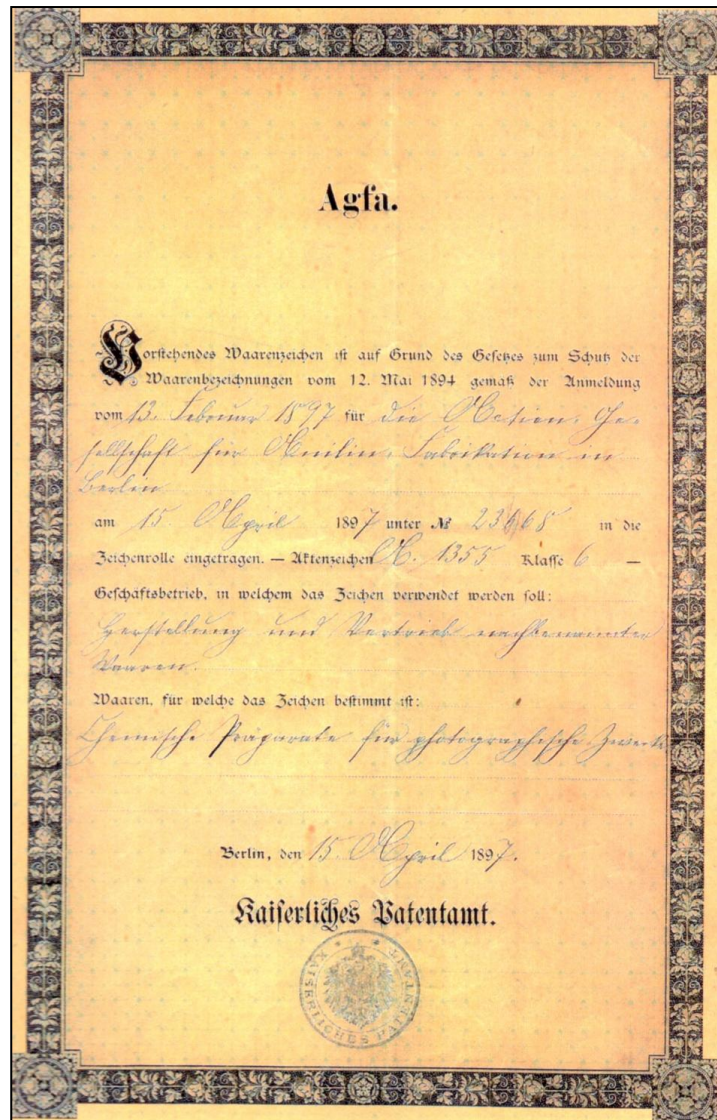 Agfa.
Vorstehendes Waarenzeichen ist auf Grund des Gesetzes zum Schutz der
Waarenbezeichnungen vom 12. Mai 1894 gemäß der Anmeldung
vom 13. Februar 1897 für die Actien-Ge-
sellschaft für Anilin-Fabrikation in
Berlin
am 15. April 1897 unter № 23668 in die
Zeichenrolle eingetragen. — Aktenzeichen A. 1355 Klasse 6 —
Geschäftsbetrieb, in welchem das Zeichen verwendet werden soll:
Herstellung und Vertrieb nachbenannter
Waaren.
Waaren, für welche das Zeichen bestimmt ist:
Chemische Präparate für photographische Zwecke
Berlin, den 15. April 1897.
Kaiserliches Patentamt.
KAISERLICHES PATENTAMT